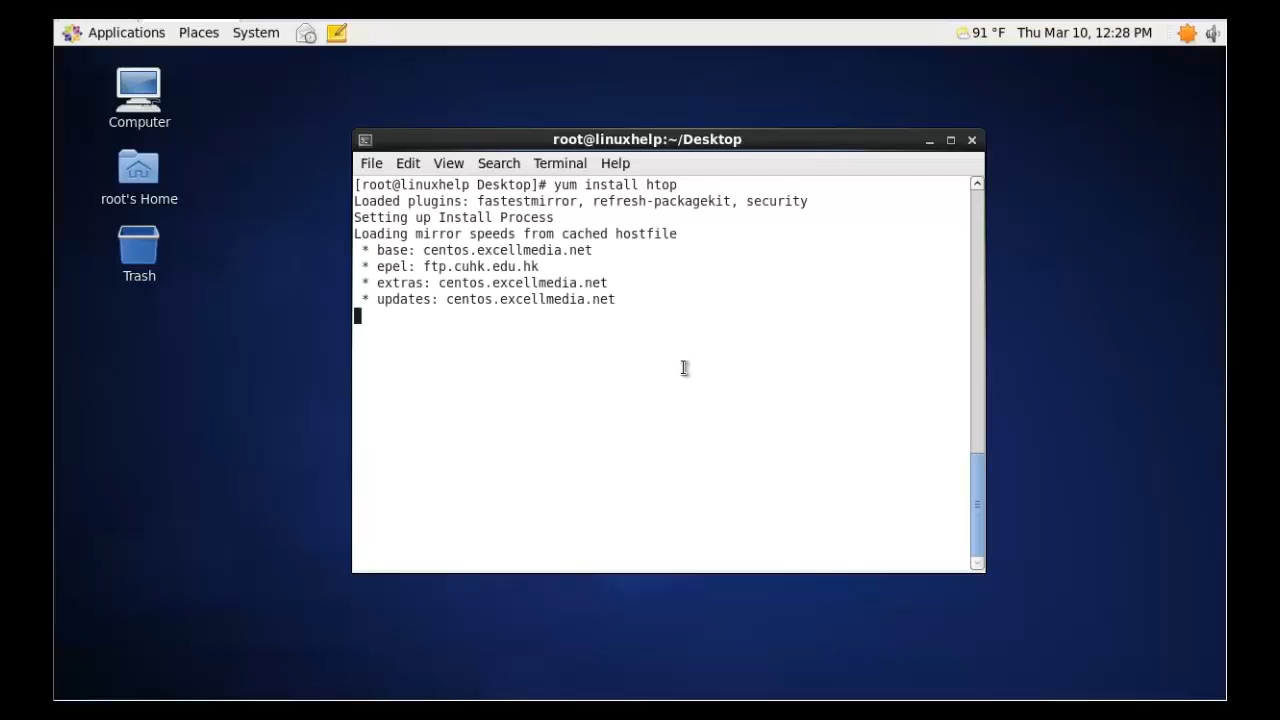 Applications Places System 91 °F Thu Mar 10, 12:28 PM
Computer
root's Home
Trash
root@linuxhelp:~/Desktop
File Edit View Search Terminal Help
[root@linuxhelp Desktop]# yum install htop
Loaded plugins: fastestmirror, refresh-packagekit, security
Setting up Install Process
Loading mirror speeds from cached hostfile
* base: centos.excellmedia.net
* epel: ftp.cuhk.edu.hk
* extras: centos.excellmedia.net
* updates: centos.excellmedia.net